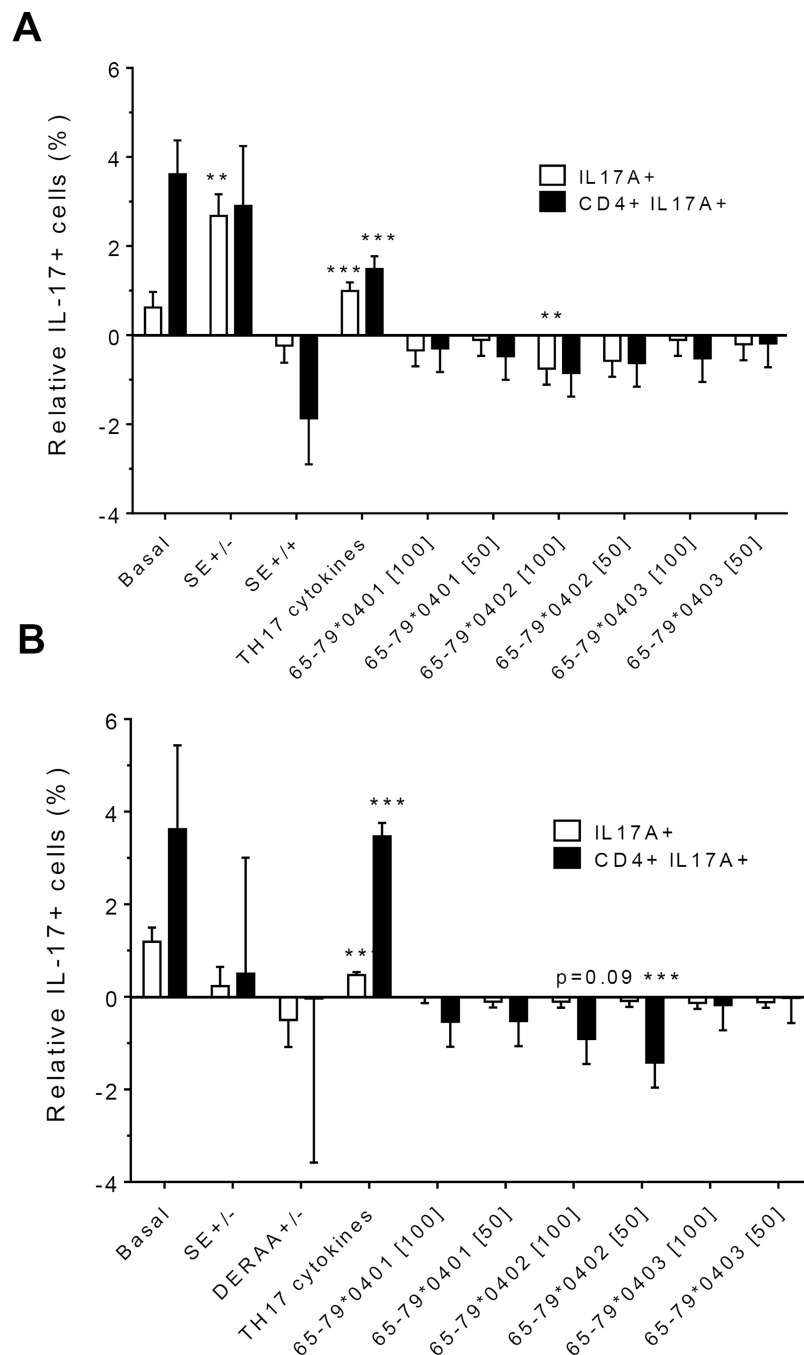 A
Relative IL-17+ cells (%)
6
4
2
0
-2
-4
IL17A+
CD4+ IL17A+
**
***
***
**
Basal
SE+/-
SE+/+
TH17 cytokines
65-79*0401 [100]
65-79*0401 [50]
65-79*0402 [100]
65-79*0402 [50]
65-79*0403 [100]
65-79*0403 [50]
B
Relative IL-17+ cells (%)
6
4
2
0
-2
-4
IL17A+
CD4+ IL17A+
***
***
p=0.09 ***
Basal
SE+/-
DERAA+/-
TH17 cytokines
65-79*0401 [100]
65-79*0401 [50]
65-79*0402 [100]
65-79*0402 [50]
65-79*0403 [100]
65-79*0403 [50]